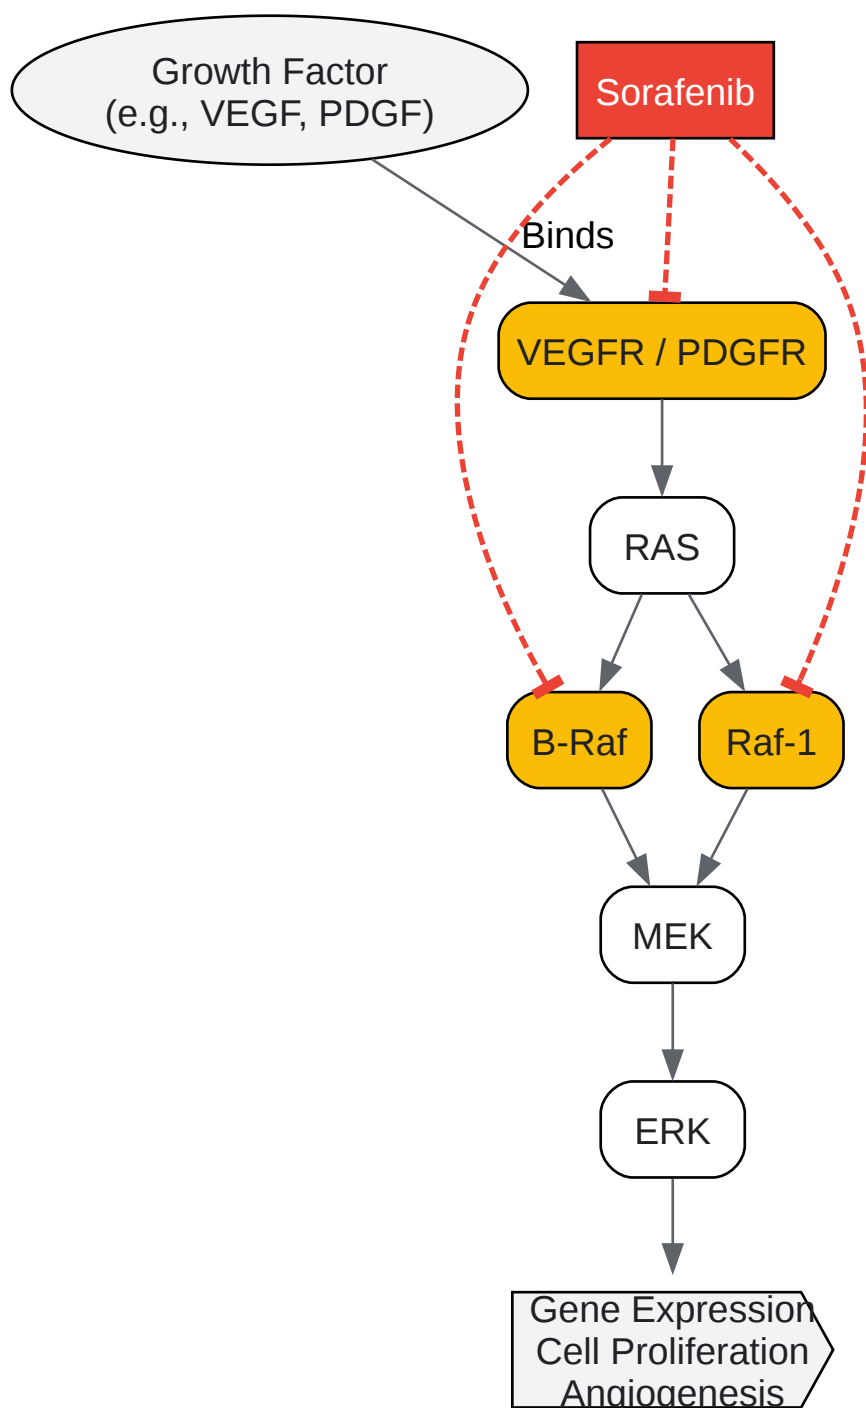 Growth Factor
(e.g., VEGF, PDGF)
Sorafenib
Binds
VEGFR / PDGFR
RAS
B-Raf
Raf-1
MEK
ERK
Gene Expression
Cell Proliferation
Angiogenesis